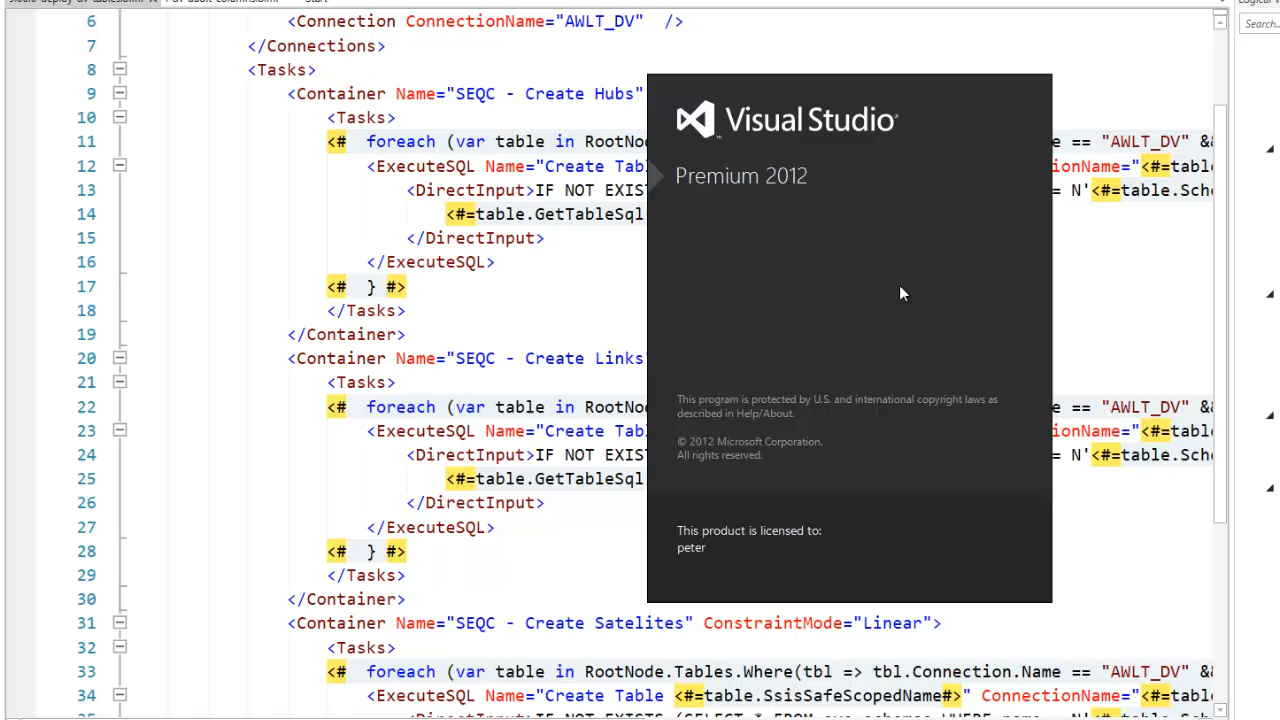 Start
Search..
6 <Connection ConnectionName="AWLT_DV" />
7 </Connections>
8 <Tasks>
9 <Container Name="SEQC - Create Hubs"
10 <Tasks>
11 <# foreach (var table in RootNo e == "AWLT_DV" &&
12 <ExecuteSQL Name="Create Tab ionName="<#=tabl
13 <DirectInput>IF NOT EXIS = N'<#=table.Sch
14 <#=table.GetTableSql
15 </DirectInput>
16 </ExecuteSQL>
17 <# } #>
18 </Tasks>
19 </Container>
20 <Container Name="SEQC - Create Links
21 <Tasks>
22 <# foreach (var table in RootNo e == "AWLT_DV" &&
23 <ExecuteSQL Name="Create Tab ionName="<#=tabl
24 <DirectInput>IF NOT EXIS = N'<#=table.Sch
25 <#=table.GetTableSql
26 </DirectInput>
27 </ExecuteSQL>
28 <# } #>
29 </Tasks>
30 </Container>
31 <Container Name="SEQC - Create Satelites" ConstraintMode="Linear">
32 <Tasks>
33 <# foreach (var table in RootNode.Tables.Where(tbl => tbl.Connection.Name == "AWLT_DV" &&
34 <ExecuteSQL Name="Create Table <#=table.SsisSafeScopedName#>" ConnectionName="<#=tabl
Visual Studio
Premium 2012
This program is protected by U.S. and international copyright laws as
described in Help/About.
© 2012 Microsoft Corporation.
All rights reserved.
This product is licensed to:
peter